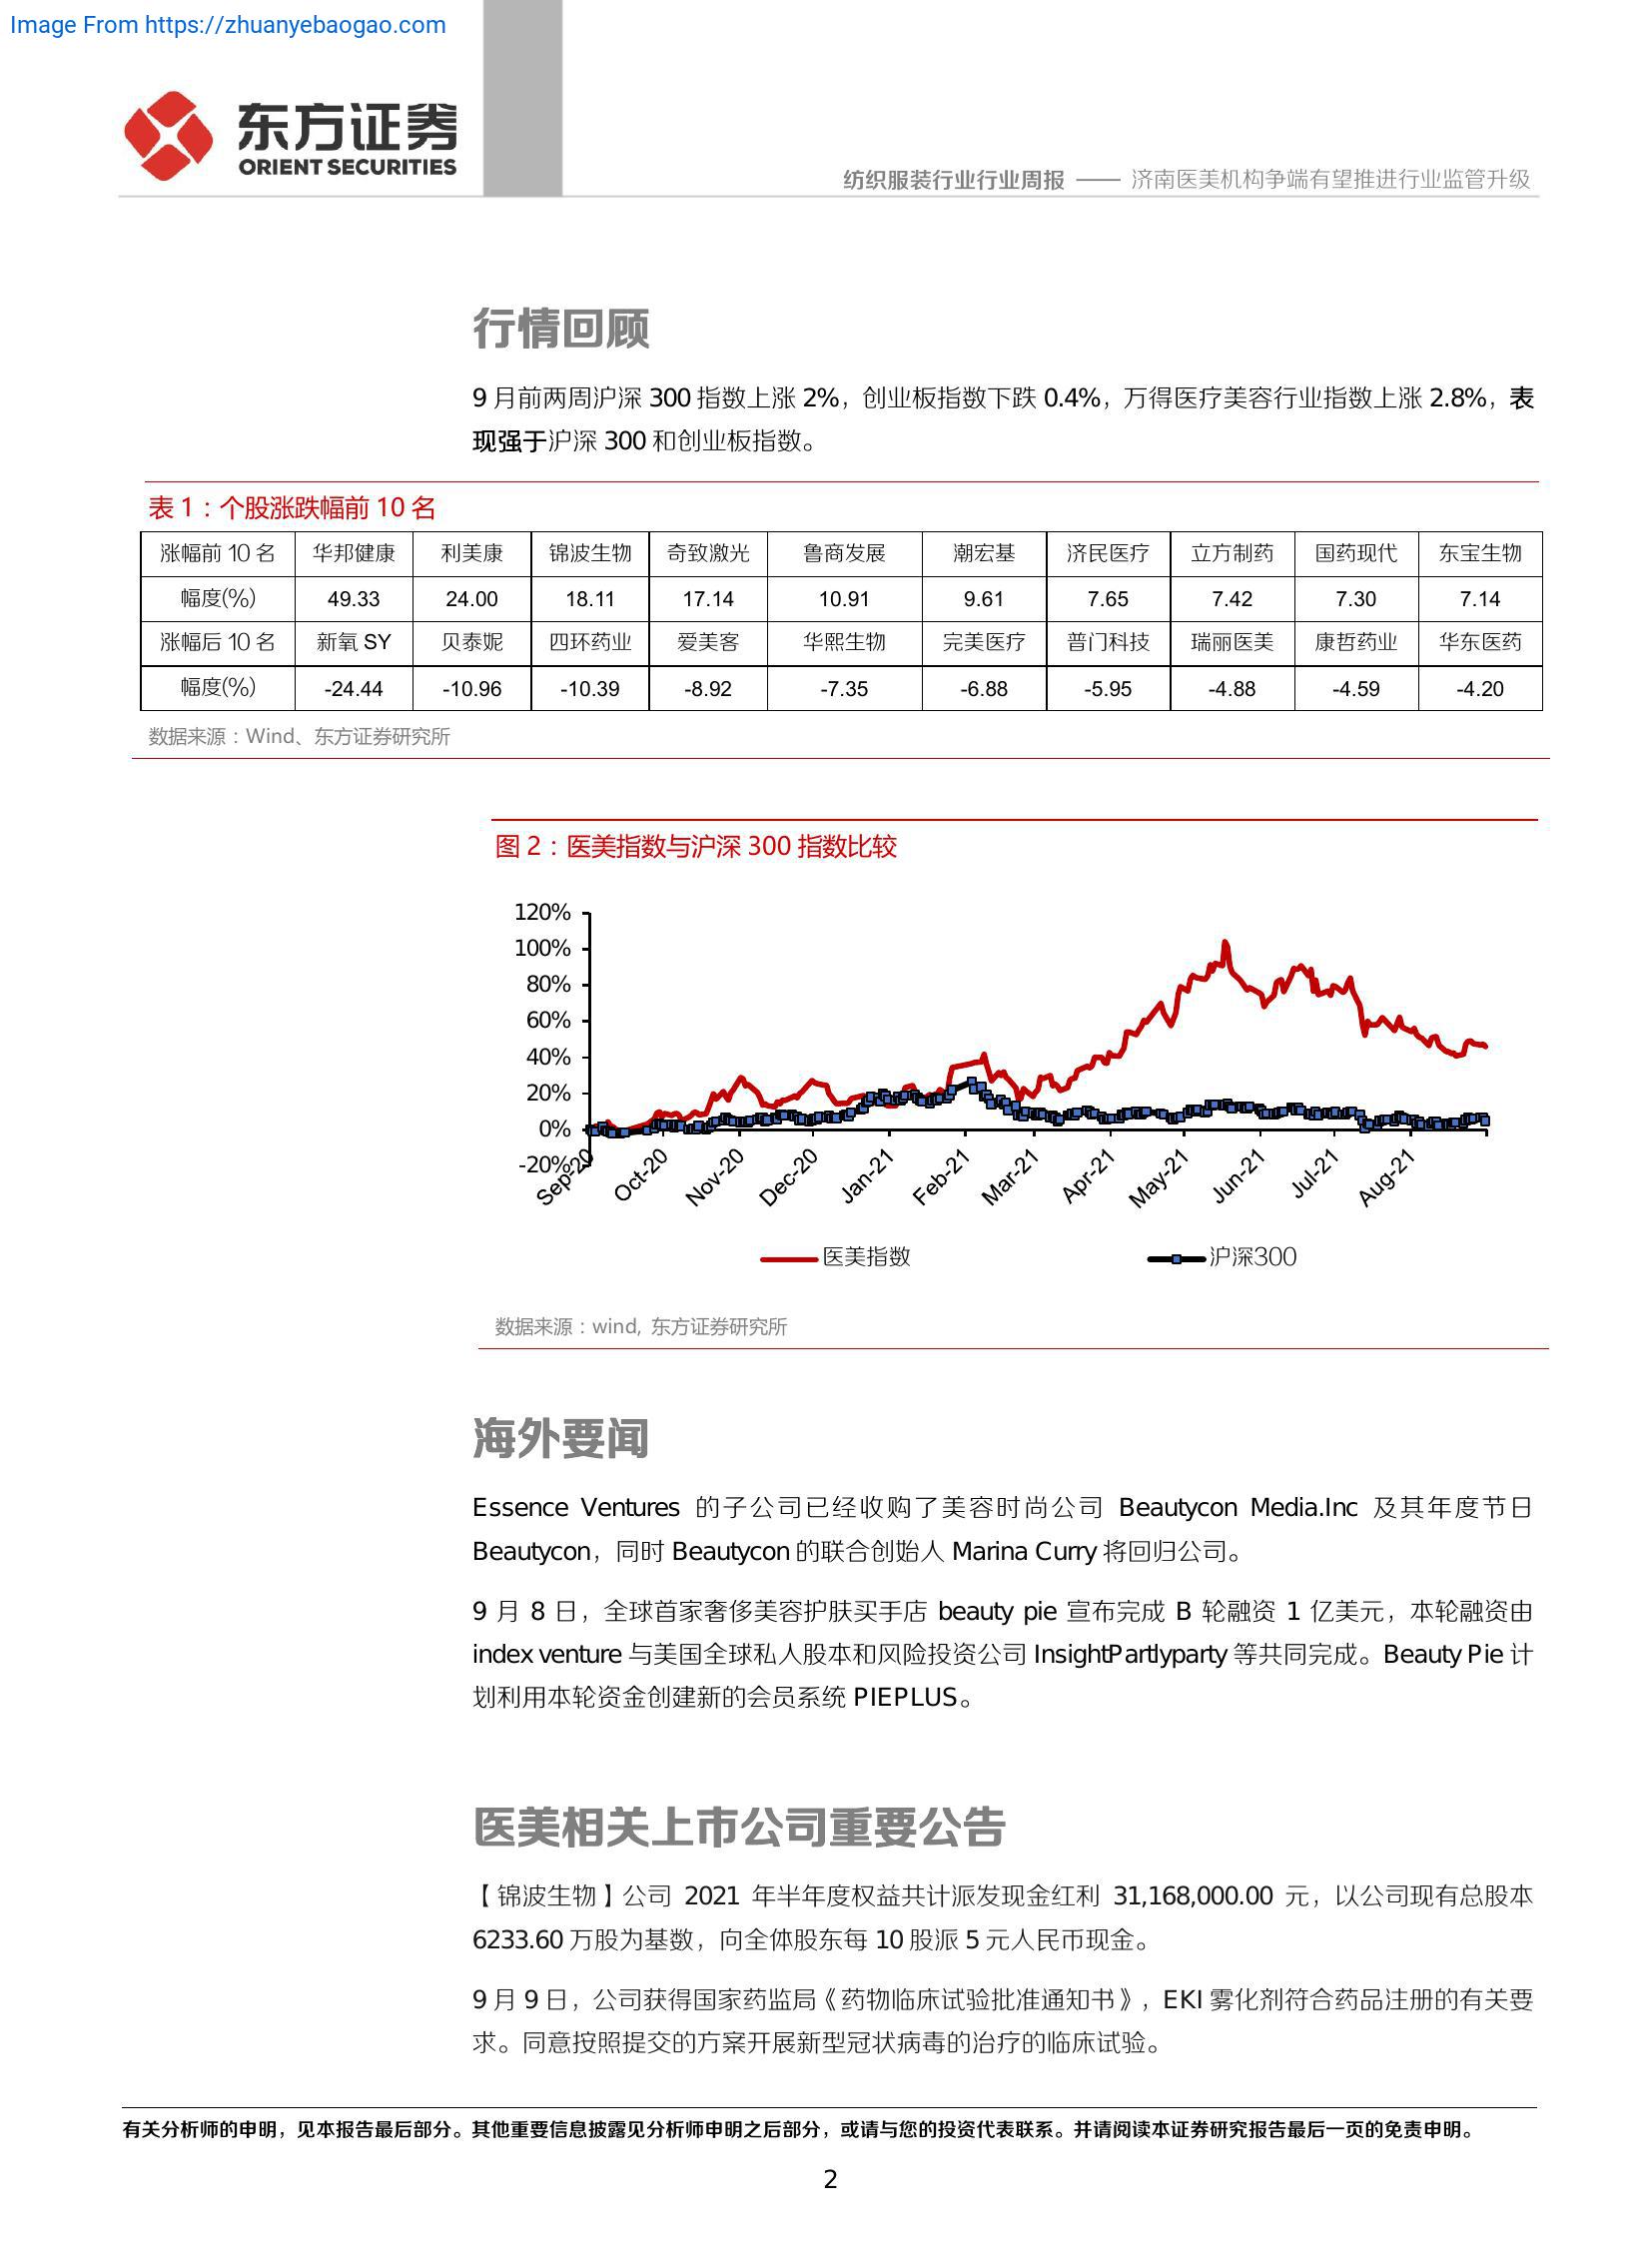 Image From https://zhuanyebaogao.com
东方证券
ORIENT SECURITIES
纺织服装行业行业周报 —— 济南医美机构争端有望推进行业监管升级
行情回顾
9 月前两周沪深 300 指数上涨 2%，创业板指数下跌 0.4%，万得医疗美容行业指数上涨 2.8%，表
现强于沪深 300 和创业板指数。
表 1：个股涨跌幅前 10 名
涨幅前 10 名 华邦健康 利美康 锦波生物 奇致激光 鲁商发展 潮宏基 济民医疗 立方制药 国药现代 东宝生物
幅度(%) 49.33 24.00 18.11 17.14 10.91 9.61 7.65 7.42 7.30 7.14
涨幅后 10 名 新氧 SY 贝泰妮 四环药业 爱美客 华熙生物 完美医疗 普门科技 瑞丽医美 康哲药业 华东医药
幅度(%) -24.44 -10.96 -10.39 -8.92 -7.35 -6.88 -5.95 -4.88 -4.59 -4.20
数据来源：Wind、东方证券研究所
图 2：医美指数与沪深 300 指数比较
120%
100%
80%
60%
40%
20%
0%
-20%
Sep-20 Oct-20 Nov-20 Dec-20 Jan-21 Feb-21 Mar-21 Apr-21 May-21 Jun-21 Jul-21 Aug-21
医美指数 沪深300
数据来源：wind, 东方证券研究所
海外要闻
Essence Ventures 的子公司已经收购了美容时尚公司 Beautycon Media.Inc 及其年度节日
Beautycon，同时 Beautycon 的联合创始人 Marina Curry 将回归公司。
9 月 8 日，全球首家奢侈美容护肤买手店 beauty pie 宣布完成 B 轮融资 1 亿美元，本轮融资由
index venture 与美国全球私人股本和风险投资公司 InsightPartlyparty 等共同完成。Beauty Pie 计
划利用本轮资金创建新的会员系统 PIEPLUS。
医美相关上市公司重要公告
【锦波生物】公司 2021 年半年度权益共计派发现金红利 31,168,000.00 元，以公司现有总股本
6233.60 万股为基数，向全体股东每 10 股派 5 元人民币现金。
9 月 9 日，公司获得国家药监局《药物临床试验批准通知书》，EKI 雾化剂符合药品注册的有关要
求。同意按照提交的方案开展新型冠状病毒的治疗的临床试验。
有关分析师的申明，见本报告最后部分。其他重要信息披露见分析师申明之后部分，或请与您的投资代表联系。并请阅读本证券研究报告最后一页的免责申明。
2